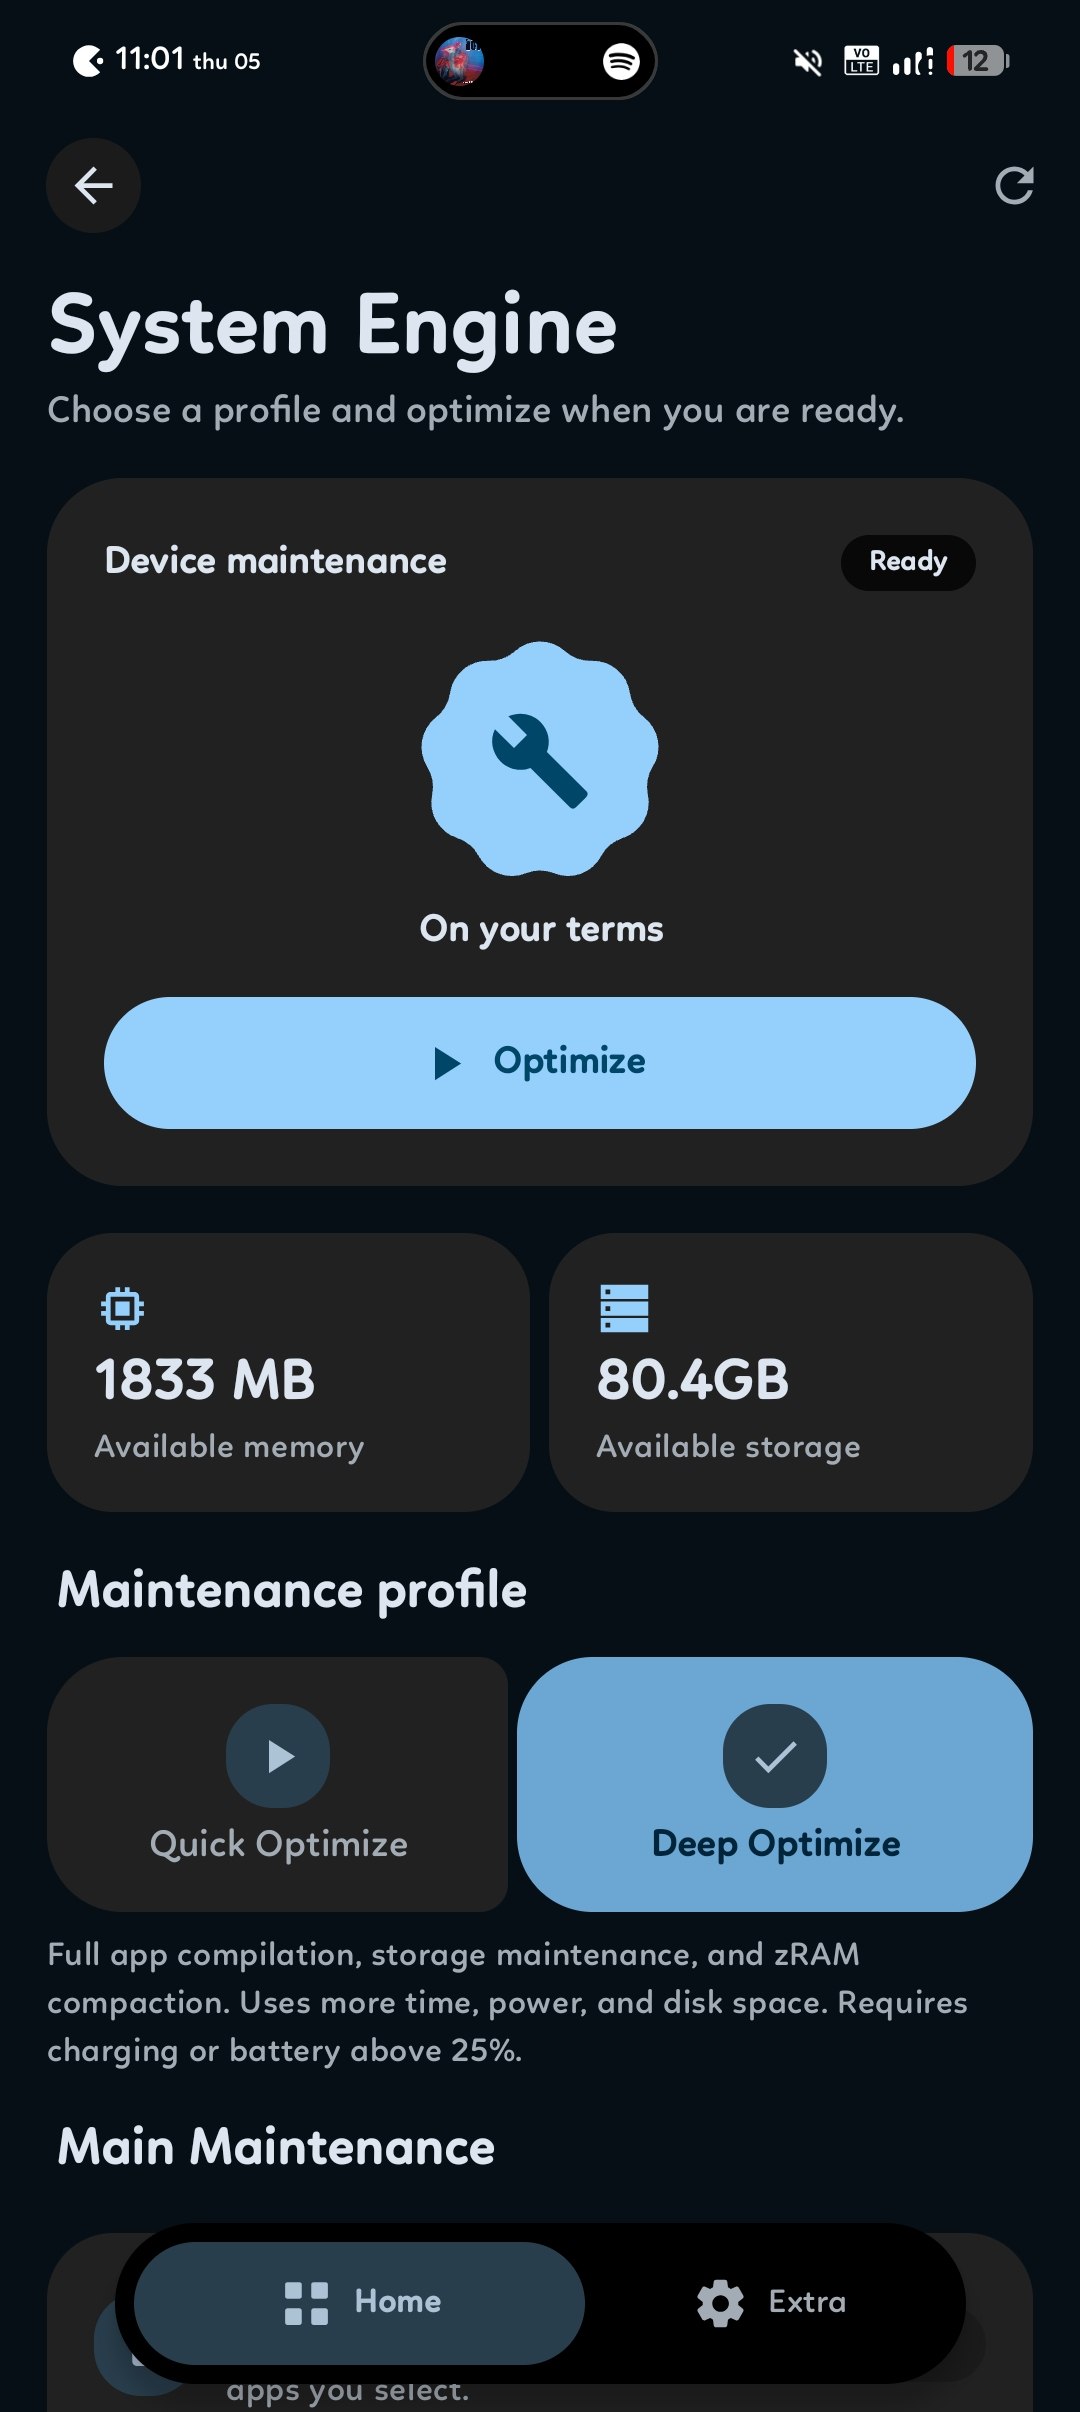 11:01 thu 05
VO
LTE
12
System Engine
Choose a profile and optimize when you are ready.
Device maintenance
Ready
On your terms
Optimize
1833 MB
Available memory
80.4GB
Available storage
Maintenance profile
Quick Optimize
Deep Optimize
Full app compilation, storage maintenance, and zRAM
compaction. Uses more time, power, and disk space. Requires
charging or battery above 25%.
Main Maintenance
Home
Extra
apps you select.